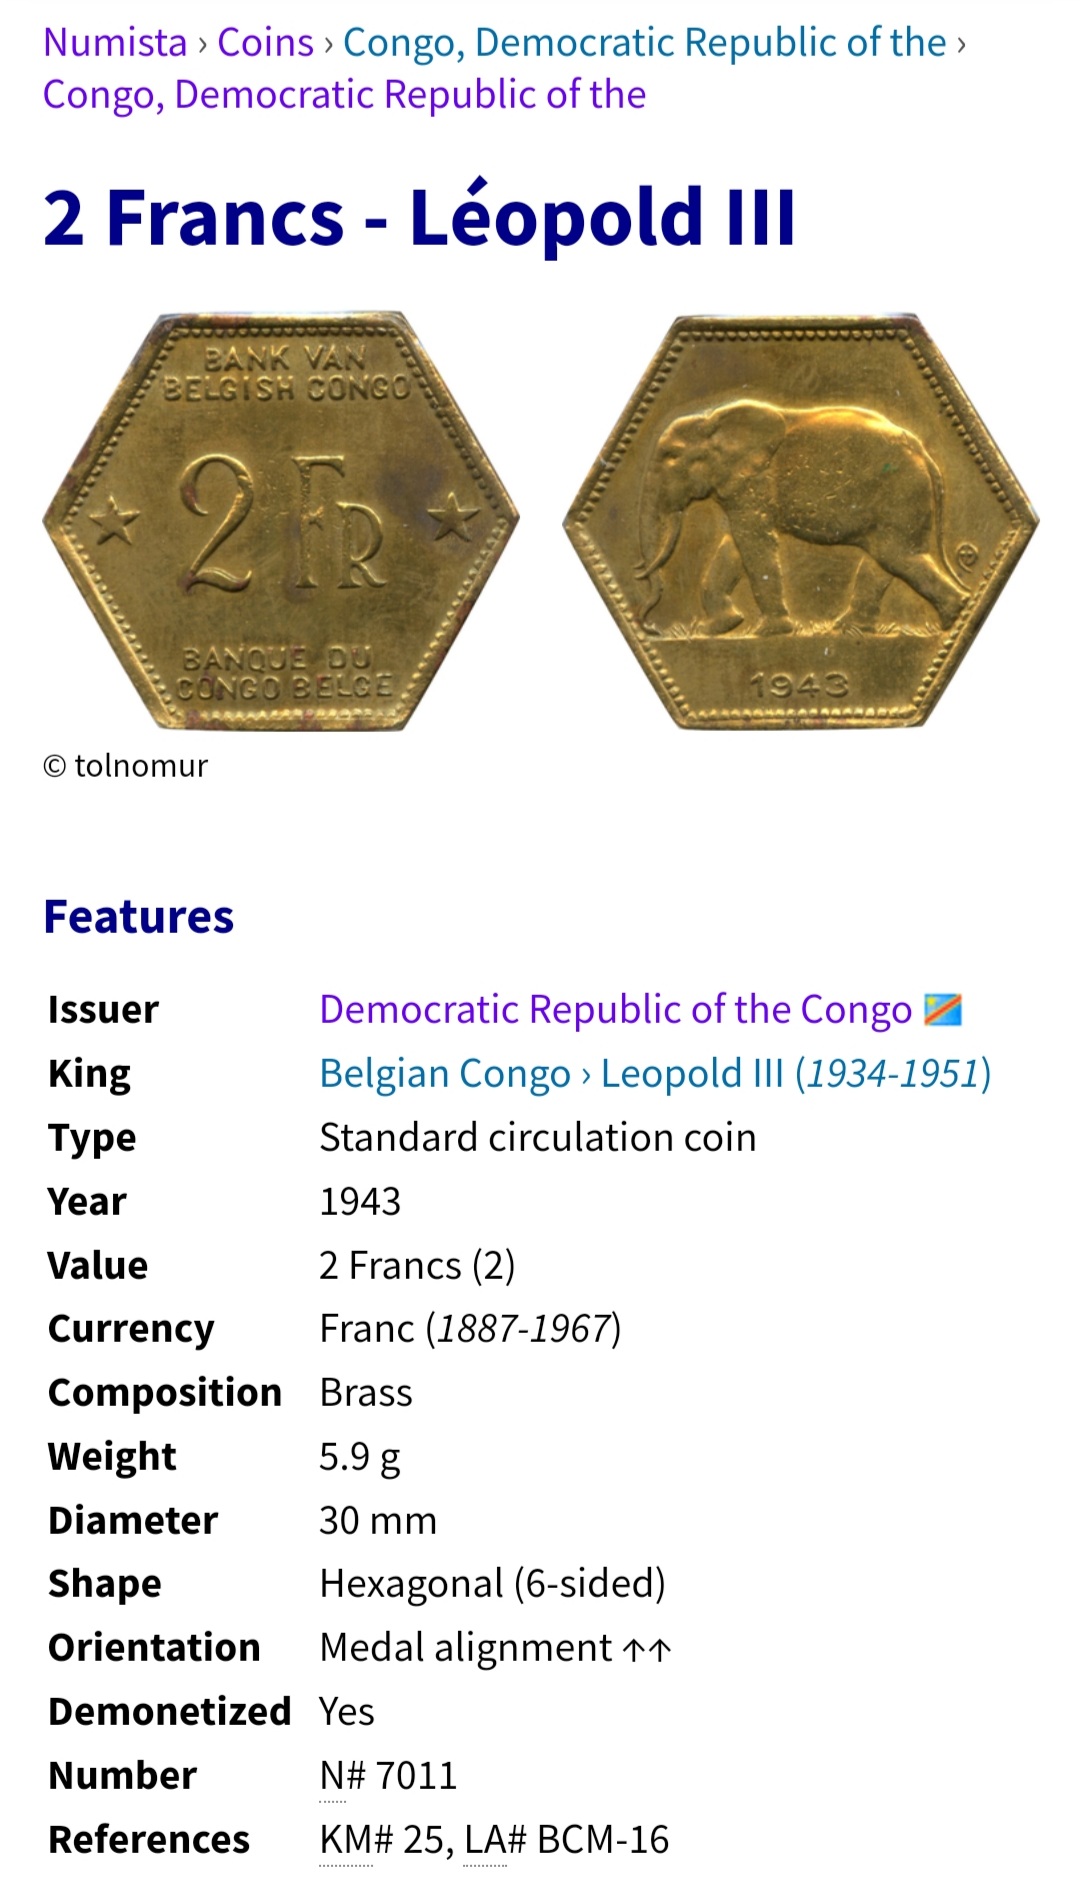 Numista › Coins › Congo, Democratic Republic of the ›
Congo, Democratic Republic of the
2 Francs - Léopold III
BANK VAN
BELGISH CONGO
2 FR
BANQUE DU
CONGO BELGE
1943
© tolnomur
Features
Issuer Democratic Republic of the Congo
King Belgian Congo › Leopold III (1934-1951)
Type Standard circulation coin
Year 1943
Value 2 Francs (2)
Currency Franc (1887-1967)
Composition Brass
Weight 5.9 g
Diameter 30 mm
Shape Hexagonal (6-sided)
Orientation Medal alignment ↑↑
Demonetized Yes
Number N# 7011
References KM# 25, LA# BCM-16